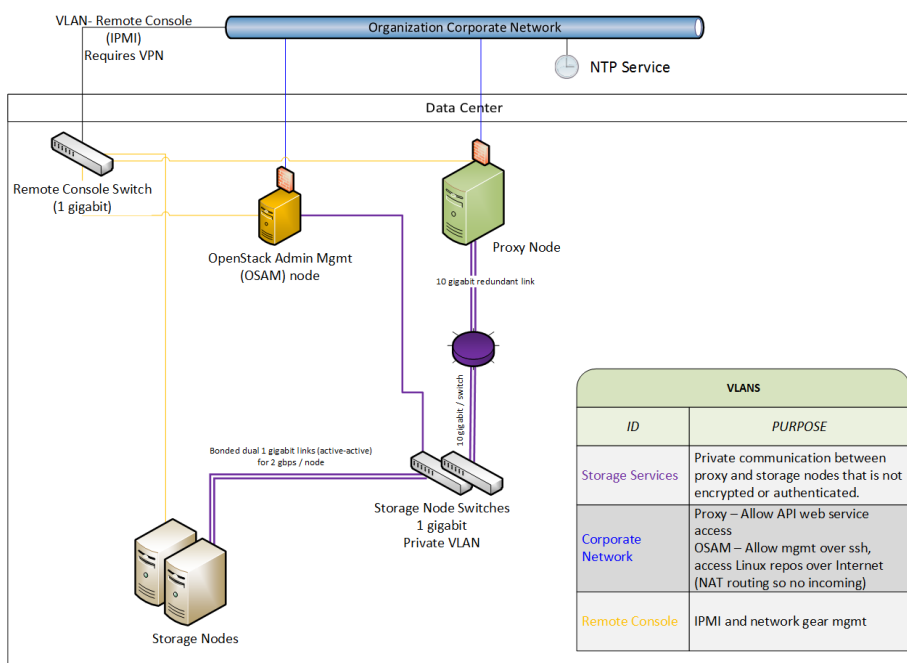 VLAN- Remote Console
(IPMI)
Requires VPN
Organization Corporate Network
NTP Service
Data Center
Remote Console Switch
(1 gigabit)
OpenStack Admin Mgmt
(OSAM) node
Proxy Node
10 gigabit redundant link
10 gigabit / switch
Bonded dual 1 gigabit links (active-active)
for 2 gbps / node
Storage Node Switches
1 gigabit
Private VLAN
Storage Nodes
VLANS
ID
PURPOSE
Storage Services
Private communication between
proxy and storage nodes that is not
encrypted or authenticated.
Corporate
Network
Proxy – Allow API web service
access
OSAM – Allow mgmt over ssh,
access Linux repos over Internet
(NAT routing so no incoming)
Remote Console
IPMI and network gear mgmt